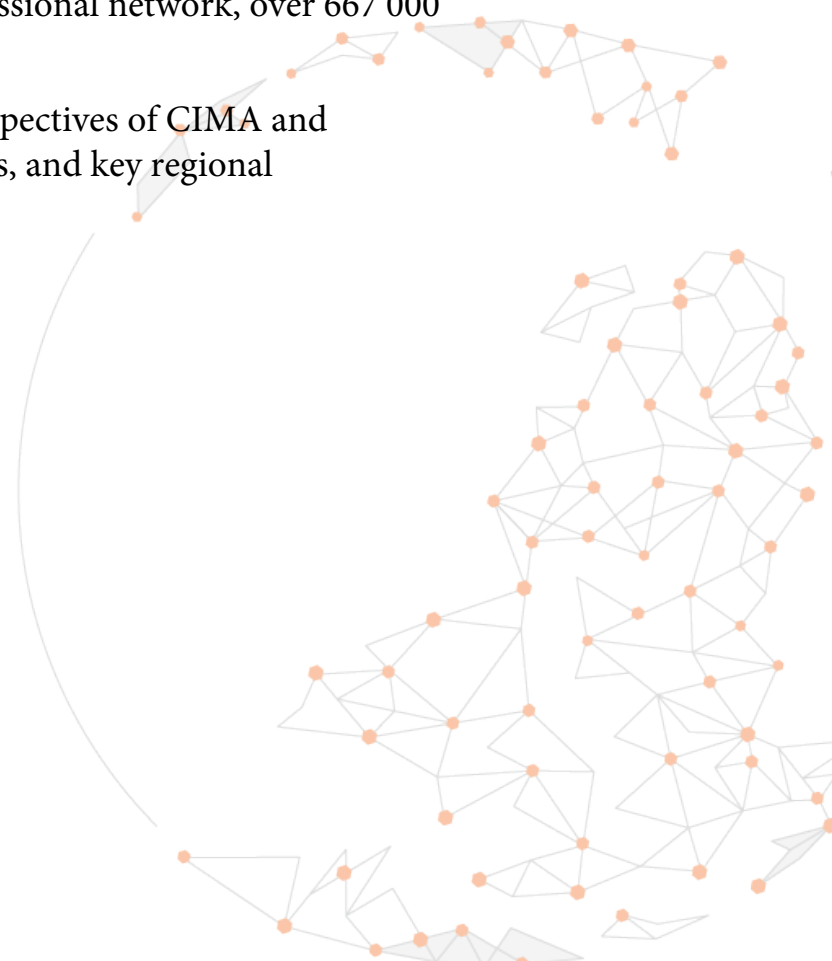 ssional network, over 667 000
pectives of CIMA and
s, and key regional